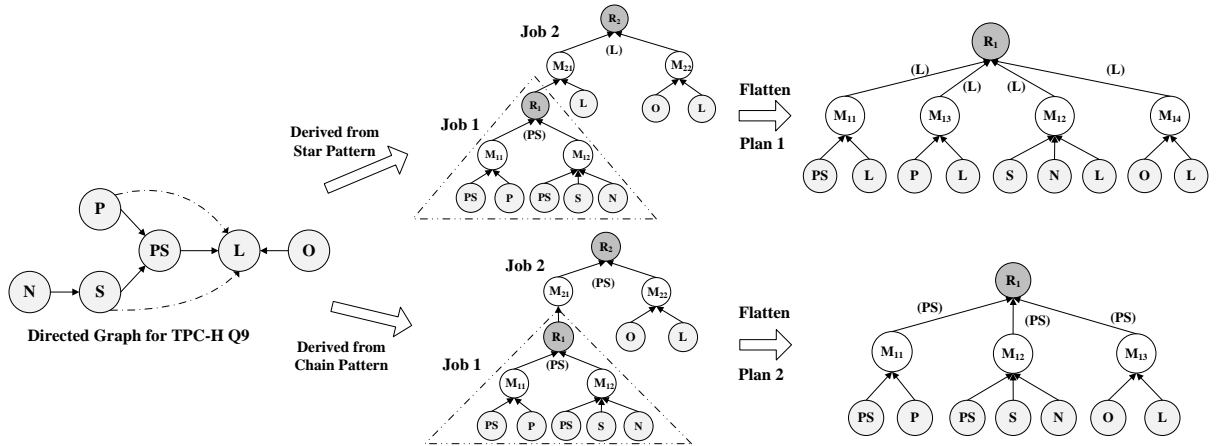 P
PS
L
O
N
S
Directed Graph for TPC-H Q9
Derived from
Star Pattern
Derived from
Chain Pattern
Job 2
R2
(L)
M21
M22
R1
L
O
L
Job 1
(PS)
M11
M12
PS
P
PS
S
N
Flatten
Plan 1
R1
(L)
(L)
(L)
(L)
M11
M13
M12
M14
PS
L
P
L
S
N
L
O
L
Job 2
R2
(PS)
M21
M22
R1
O
L
Job 1
(PS)
M11
M12
PS
P
PS
S
N
Flatten
Plan 2
R1
(PS)
(PS)
(PS)
M11
M12
M13
PS
P
PS
S
N
O
L